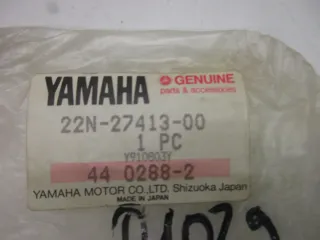 YAMAHA
GENUINE
parts & accessories
22N-27413-00
1 PC
Y910803Y
44 0288-2
YAMAHA MOTOR CO.,LTD. Shizuoka Japan
MADE IN JAPAN